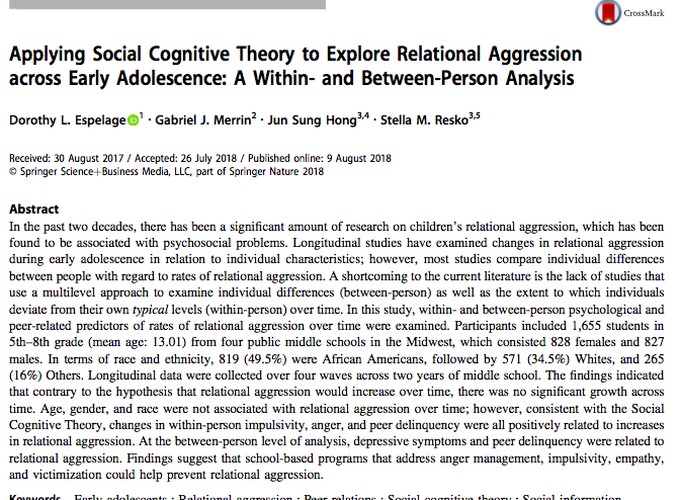 CrossMark
Applying Social Cognitive Theory to Explore Relational Aggression
across Early Adolescence: A Within- and Between-Person Analysis
Dorothy L. Espelage iD 1 · Gabriel J. Merrin2 · Jun Sung Hong3,4 · Stella M. Resko3,5
Received: 30 August 2017 / Accepted: 26 July 2018 / Published online: 9 August 2018
© Springer Science+Business Media, LLC, part of Springer Nature 2018
Abstract
In the past two decades, there has been a significant amount of research on children's relational aggression, which has been
found to be associated with psychosocial problems. Longitudinal studies have examined changes in relational aggression
during early adolescence in relation to individual characteristics; however, most studies compare individual differences
between people with regard to rates of relational aggression. A shortcoming to the current literature is the lack of studies that
use a multilevel approach to examine individual differences (between-person) as well as the extent to which individuals
deviate from their own typical levels (within-person) over time. In this study, within- and between-person psychological and
peer-related predictors of rates of relational aggression over time were examined. Participants included 1,655 students in
5th–8th grade (mean age: 13.01) from four public middle schools in the Midwest, which consisted 828 females and 827
males. In terms of race and ethnicity, 819 (49.5%) were African Americans, followed by 571 (34.5%) Whites, and 265
(16%) Others. Longitudinal data were collected over four waves across two years of middle school. The findings indicated
that contrary to the hypothesis that relational aggression would increase over time, there was no significant growth across
time. Age, gender, and race were not associated with relational aggression over time; however, consistent with the Social
Cognitive Theory, changes in within-person impulsivity, anger, and peer delinquency were all positively related to increases
in relational aggression. At the between-person level of analysis, depressive symptoms and peer delinquency were related to
relational aggression. Findings suggest that school-based programs that address anger management, impulsivity, empathy,
and victimization could help prevent relational aggression.
Keywords Early adolescents · Relational aggression · Peer relations · Social cognitive theory · Social information